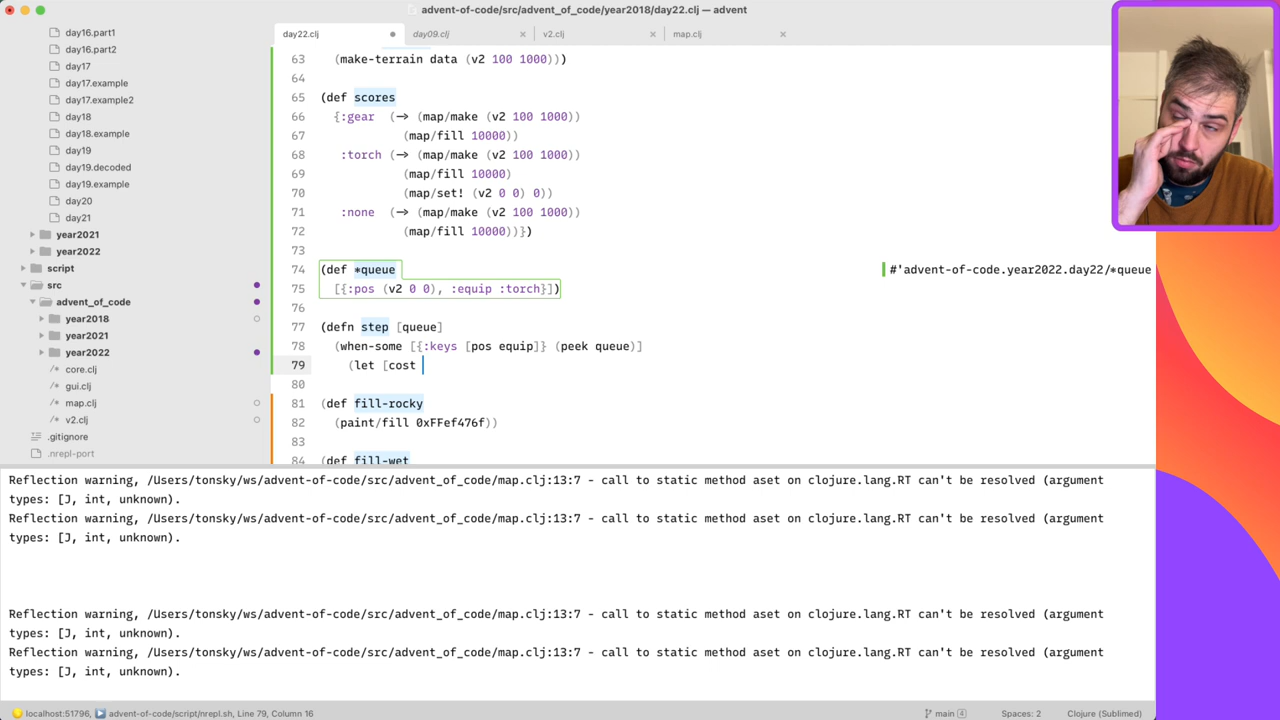 advent-of-code/src/advent_of_code/year2018/day22.clj — advent
day16.part1
day16.part2
day17
day17.example
day17.example2
day18
day18.example
day19
day19.decoded
day19.example
day20
day21
year2021
year2022
script
src
advent_of_code
year2018
year2021
year2022
/* core.clj
/* gui.clj
/* map.clj
/* v2.clj
.gitignore
.nrepl-port
day22.clj
day09.clj
v2.clj
map.clj
63 (make-terrain data (v2 100 1000)))
64
65 (def scores
66 {:gear (-> (map/make (v2 100 1000))
67 (map/fill 10000))
68 :torch (-> (map/make (v2 100 1000))
69 (map/fill 10000)
70 (map/set! (v2 0 0) 0))
71 :none (-> (map/make (v2 100 1000))
72 (map/fill 10000))})
73
74 (def *queue
#'advent-of-code.year2022.day22/*queue
75 [{:pos (v2 0 0), :equip :torch}])
76
77 (defn step [queue]
78 (when-some [{:keys [pos equip]} (peek queue)]
79 (let [cost
80
81 (def fill-rocky
82 (paint/fill 0xFFef476f))
83
84 (def fill-wet
Reflection warning, /Users/tonsky/ws/advent-of-code/src/advent_of_code/map.clj:13:7 - call to static method aset on clojure.lang.RT can't be resolved (argument
types: [J, int, unknown).
Reflection warning, /Users/tonsky/ws/advent-of-code/src/advent_of_code/map.clj:13:7 - call to static method aset on clojure.lang.RT can't be resolved (argument
types: [J, int, unknown).
Reflection warning, /Users/tonsky/ws/advent-of-code/src/advent_of_code/map.clj:13:7 - call to static method aset on clojure.lang.RT can't be resolved (argument
types: [J, int, unknown).
Reflection warning, /Users/tonsky/ws/advent-of-code/src/advent_of_code/map.clj:13:7 - call to static method aset on clojure.lang.RT can't be resolved (argument
types: [J, int, unknown).
localhost:51796, advent-of-code/script/nrepl.sh, Line 79, Column 16
main 4
Spaces: 2
Clojure (Sublimed)